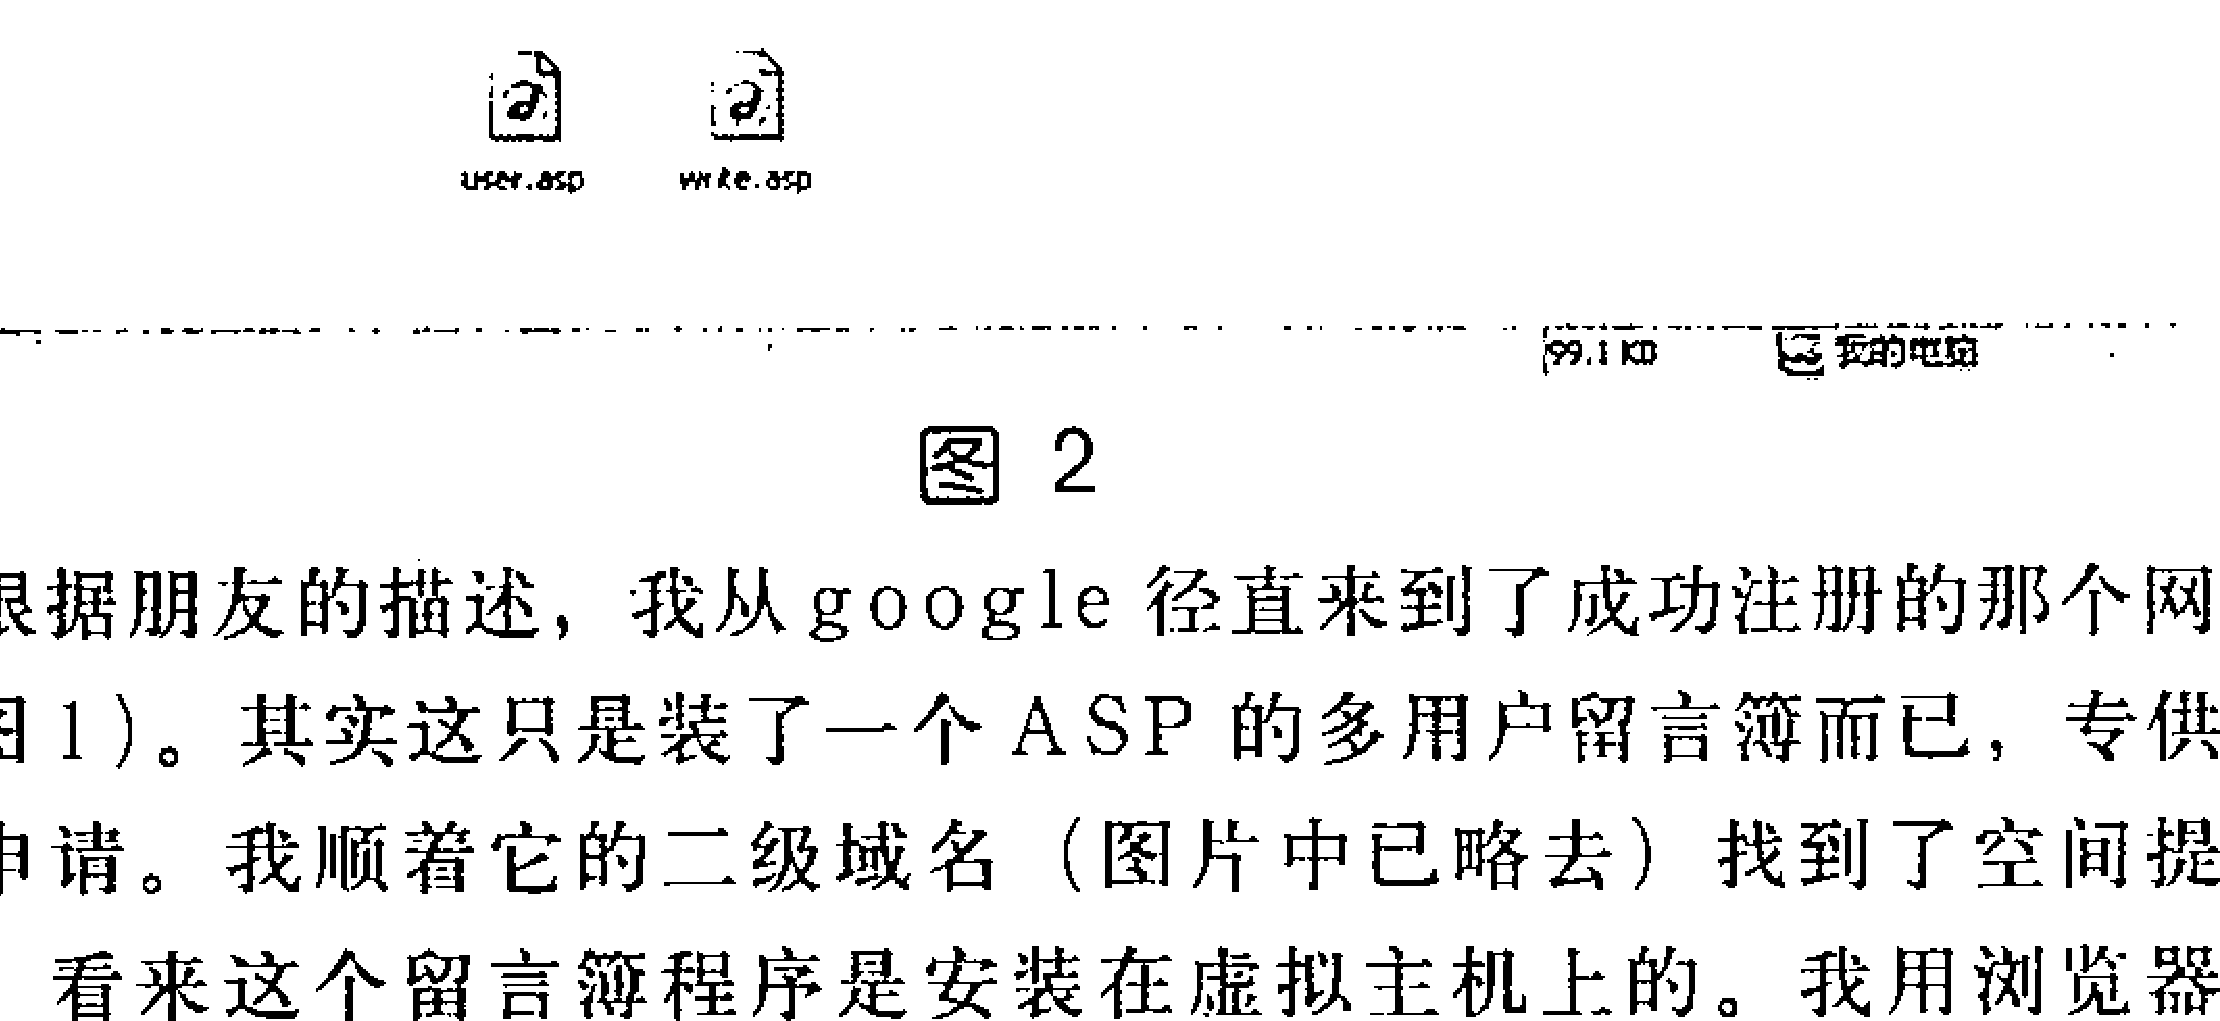 user.asp write.asp
99.1 KB 我的电脑
图 2
根据朋友的描述，我从google 径直来到了成功注册的那个网
图1)。其实这只是装了一个 ASP 的多用户留言簿而已，专供
申请。我顺着它的二级域名（图片中已略去）找到了空间提
看来这个留言簿程序是安装在虚拟主机上的。我用浏览器